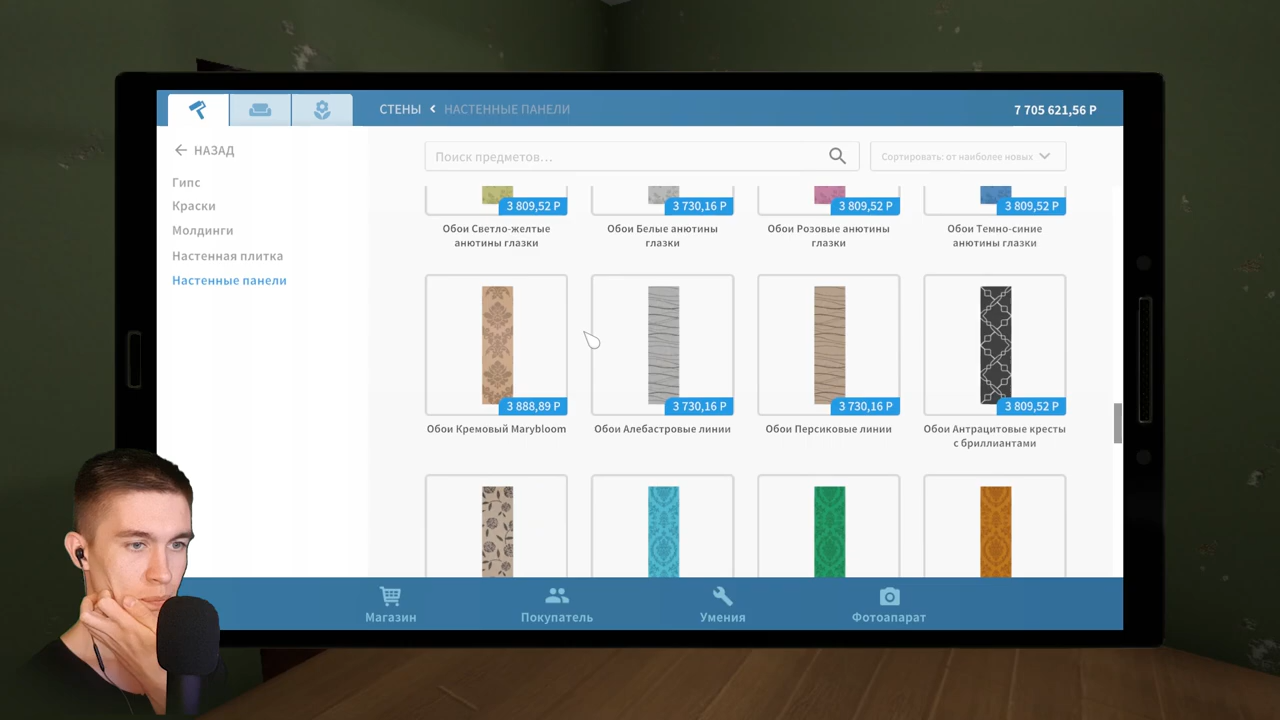 СТЕНЫ < НАСТЕННЫЕ ПАНЕЛИ
7 705 621,56 Р
НАЗАД
Поиск предметов...
Сортировать: от наиболее новых
Гипс
Краски
Молдинги
Настенная плитка
Настенные панели
3 809,52 Р
3 730,16 Р
3 809,52 Р
3 809,52 Р
Обои Светло-желтые
анютины глазки
Обои Белые анютины
глазки
Обои Розовые анютины
глазки
Обои Темно-синие
анютины глазки
3 888,89 Р
3 730,16 Р
3 730,16 Р
3 809,52 Р
Обои Кремовый Marybloom
Обои Алебастровые линии
Обои Персиковые линии
Обои Антрацитовые кресты
с бриллиантами
Магазин
Покупатель
Умения
Фотоапарат